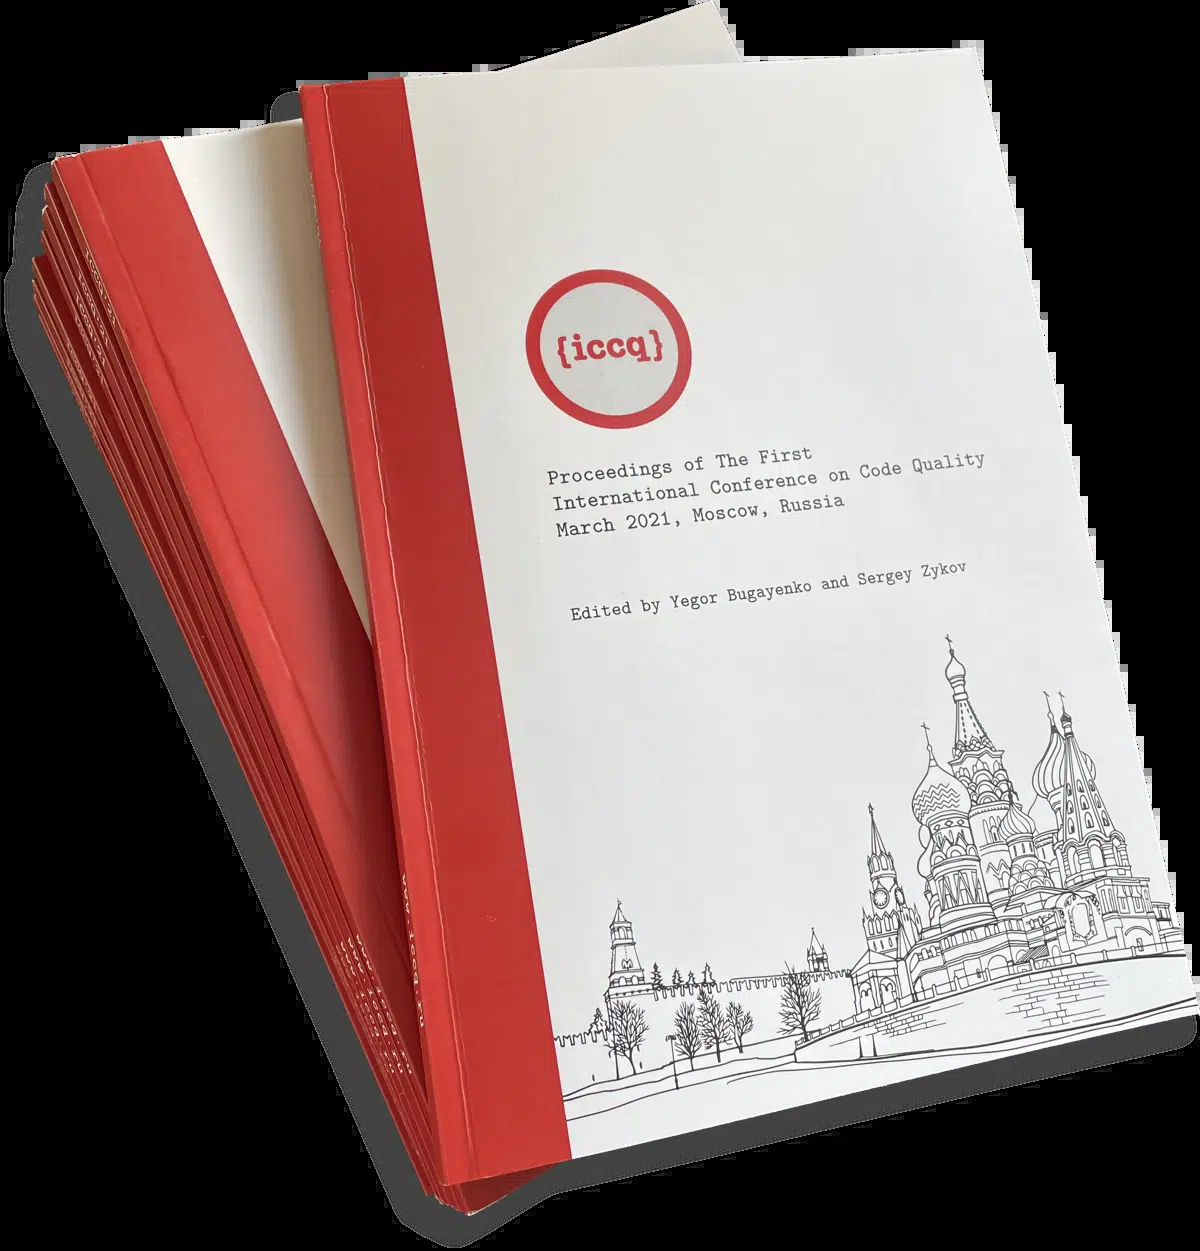 {iccq}
Proceedings of The First
International Conference on Code Quality
March 2021, Moscow, Russia
Edited by Yegor Bugayenko and Sergey Zykov